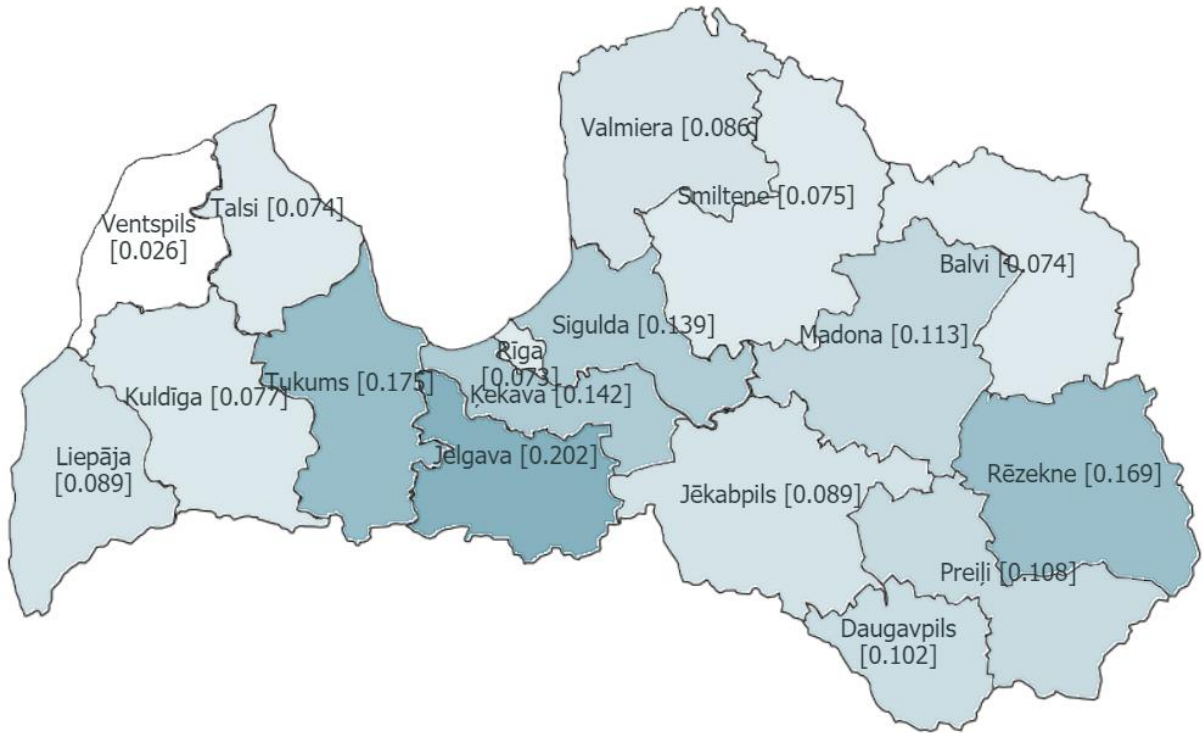 Valmiera [0.086]
Smiltene [0.075]
Talsi [0.074]
Ventspils
[0.026]
Balvi [0.074]
Sigulda [0.139]
Madona [0.113]
Rīga
[0.073]
Tukums [0.175]
Ķekava [0.142]
Kuldīga [0.077]
Liepāja
[0.089]
Jelgava [0.202]
Rēzekne [0.169]
Jēkabpils [0.089]
Preiļi [0.108]
Daugavpils
[0.102]